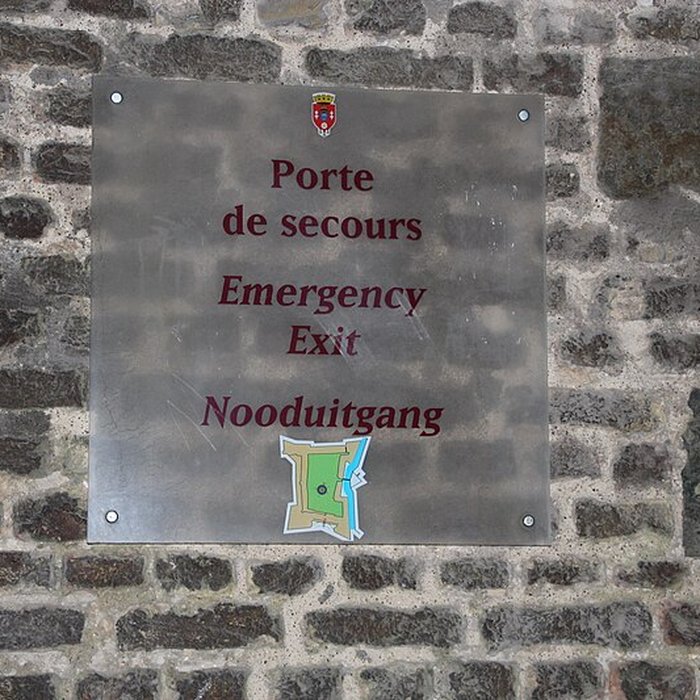 Porte
de secours
Emergency
Exit
Nooduitgang